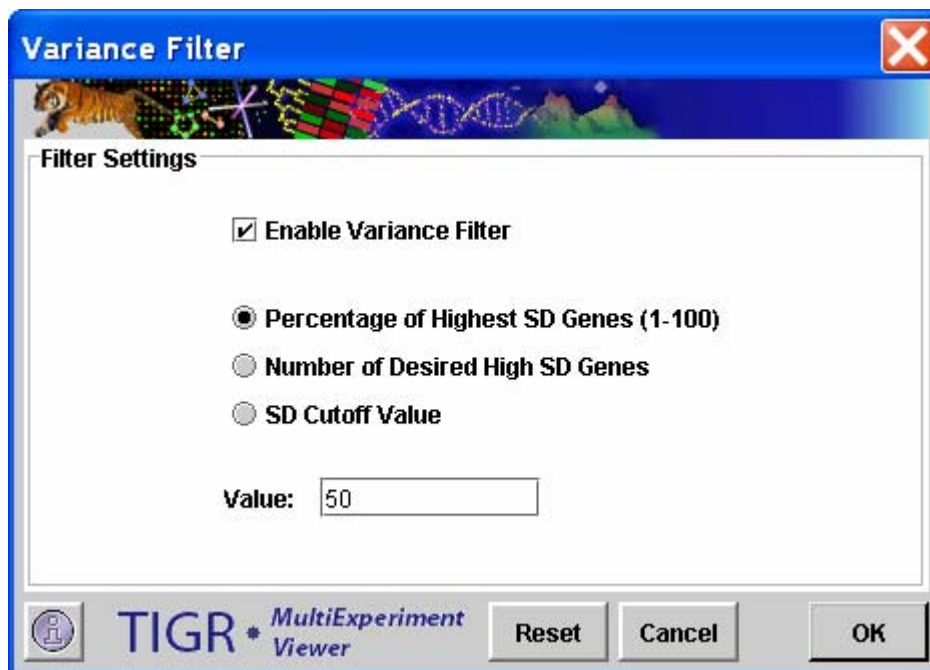 Variance Filter
Filter Settings
Enable Variance Filter
Percentage of Highest SD Genes (1-100)
Number of Desired High SD Genes
SD Cutoff Value
Value: 50
TIGR • MultiExperiment
Viewer
Reset Cancel OK